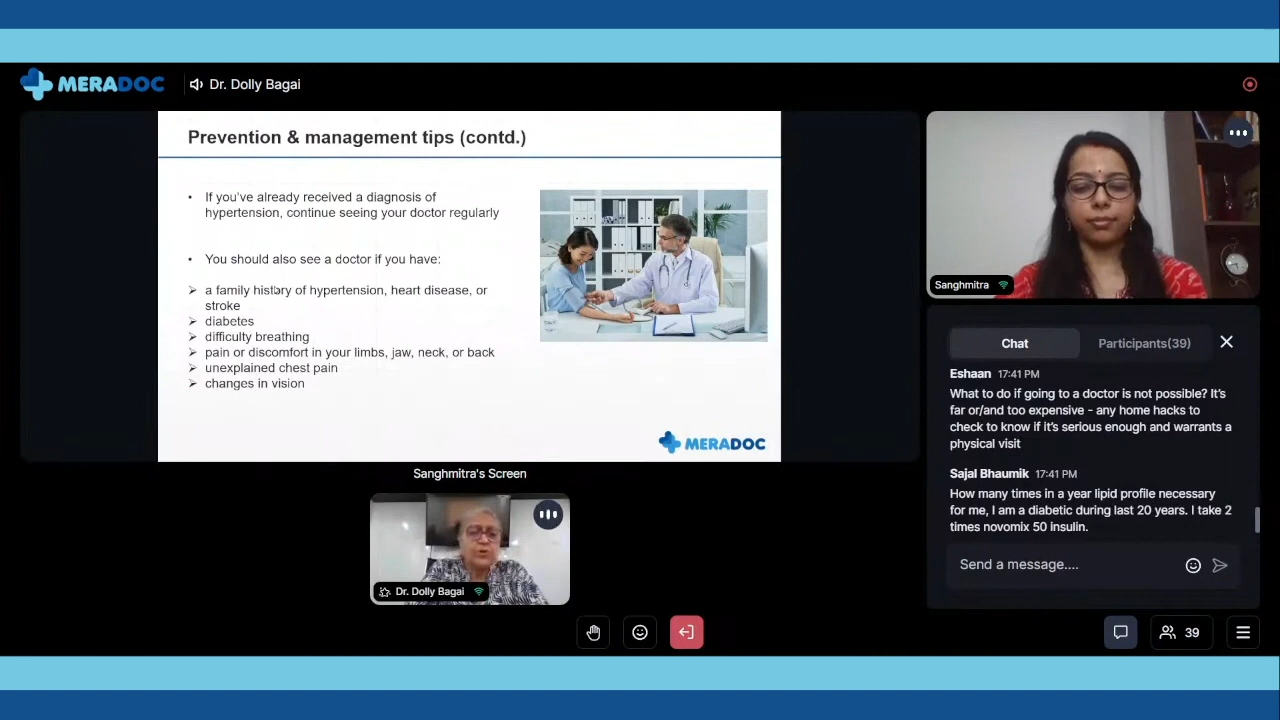 MERADOC
Dr. Dolly Bagai
Prevention & management tips (contd.)
• If you've already received a diagnosis of
hypertension, continue seeing your doctor regularly
• You should also see a doctor if you have:
➢ a family history of hypertension, heart disease, or
stroke
➢ diabetes
➢ difficulty breathing
➢ pain or discomfort in your limbs, jaw, neck, or back
➢ unexplained chest pain
➢ changes in vision
MERADOC
Sanghmitra's Screen
Dr. Dolly Bagai
Sanghmitra
Chat
Participants(39)
Eshaan 17:41 PM
What to do if going to a doctor is not possible? It's
far or/and too expensive - any home hacks to
check to know if it's serious enough and warrants a
physical visit
Sajal Bhaumik 17:41 PM
How many times in a year lipid profile necessary
for me, I am a diabetic during last 20 years. I take 2
times novomix 50 insulin.
Send a message....
39